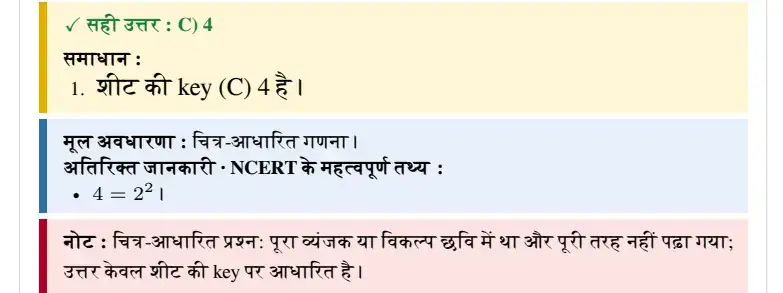 ✓ सही उत्तर : C) 4
समाधान :
1. शीट की key (C) 4 है।
मूल अवधारणा : चित्र-आधारित गणना।
अतिरिक्त जानकारी · NCERT के महत्वपूर्ण तथ्य :
• 4 = 2²।
नोट : चित्र-आधारित प्रश्न: पूरा व्यंजक या विकल्प छवि में था और पूरी तरह नहीं पढ़ा गया;
उत्तर केवल शीट की key पर आधारित है।